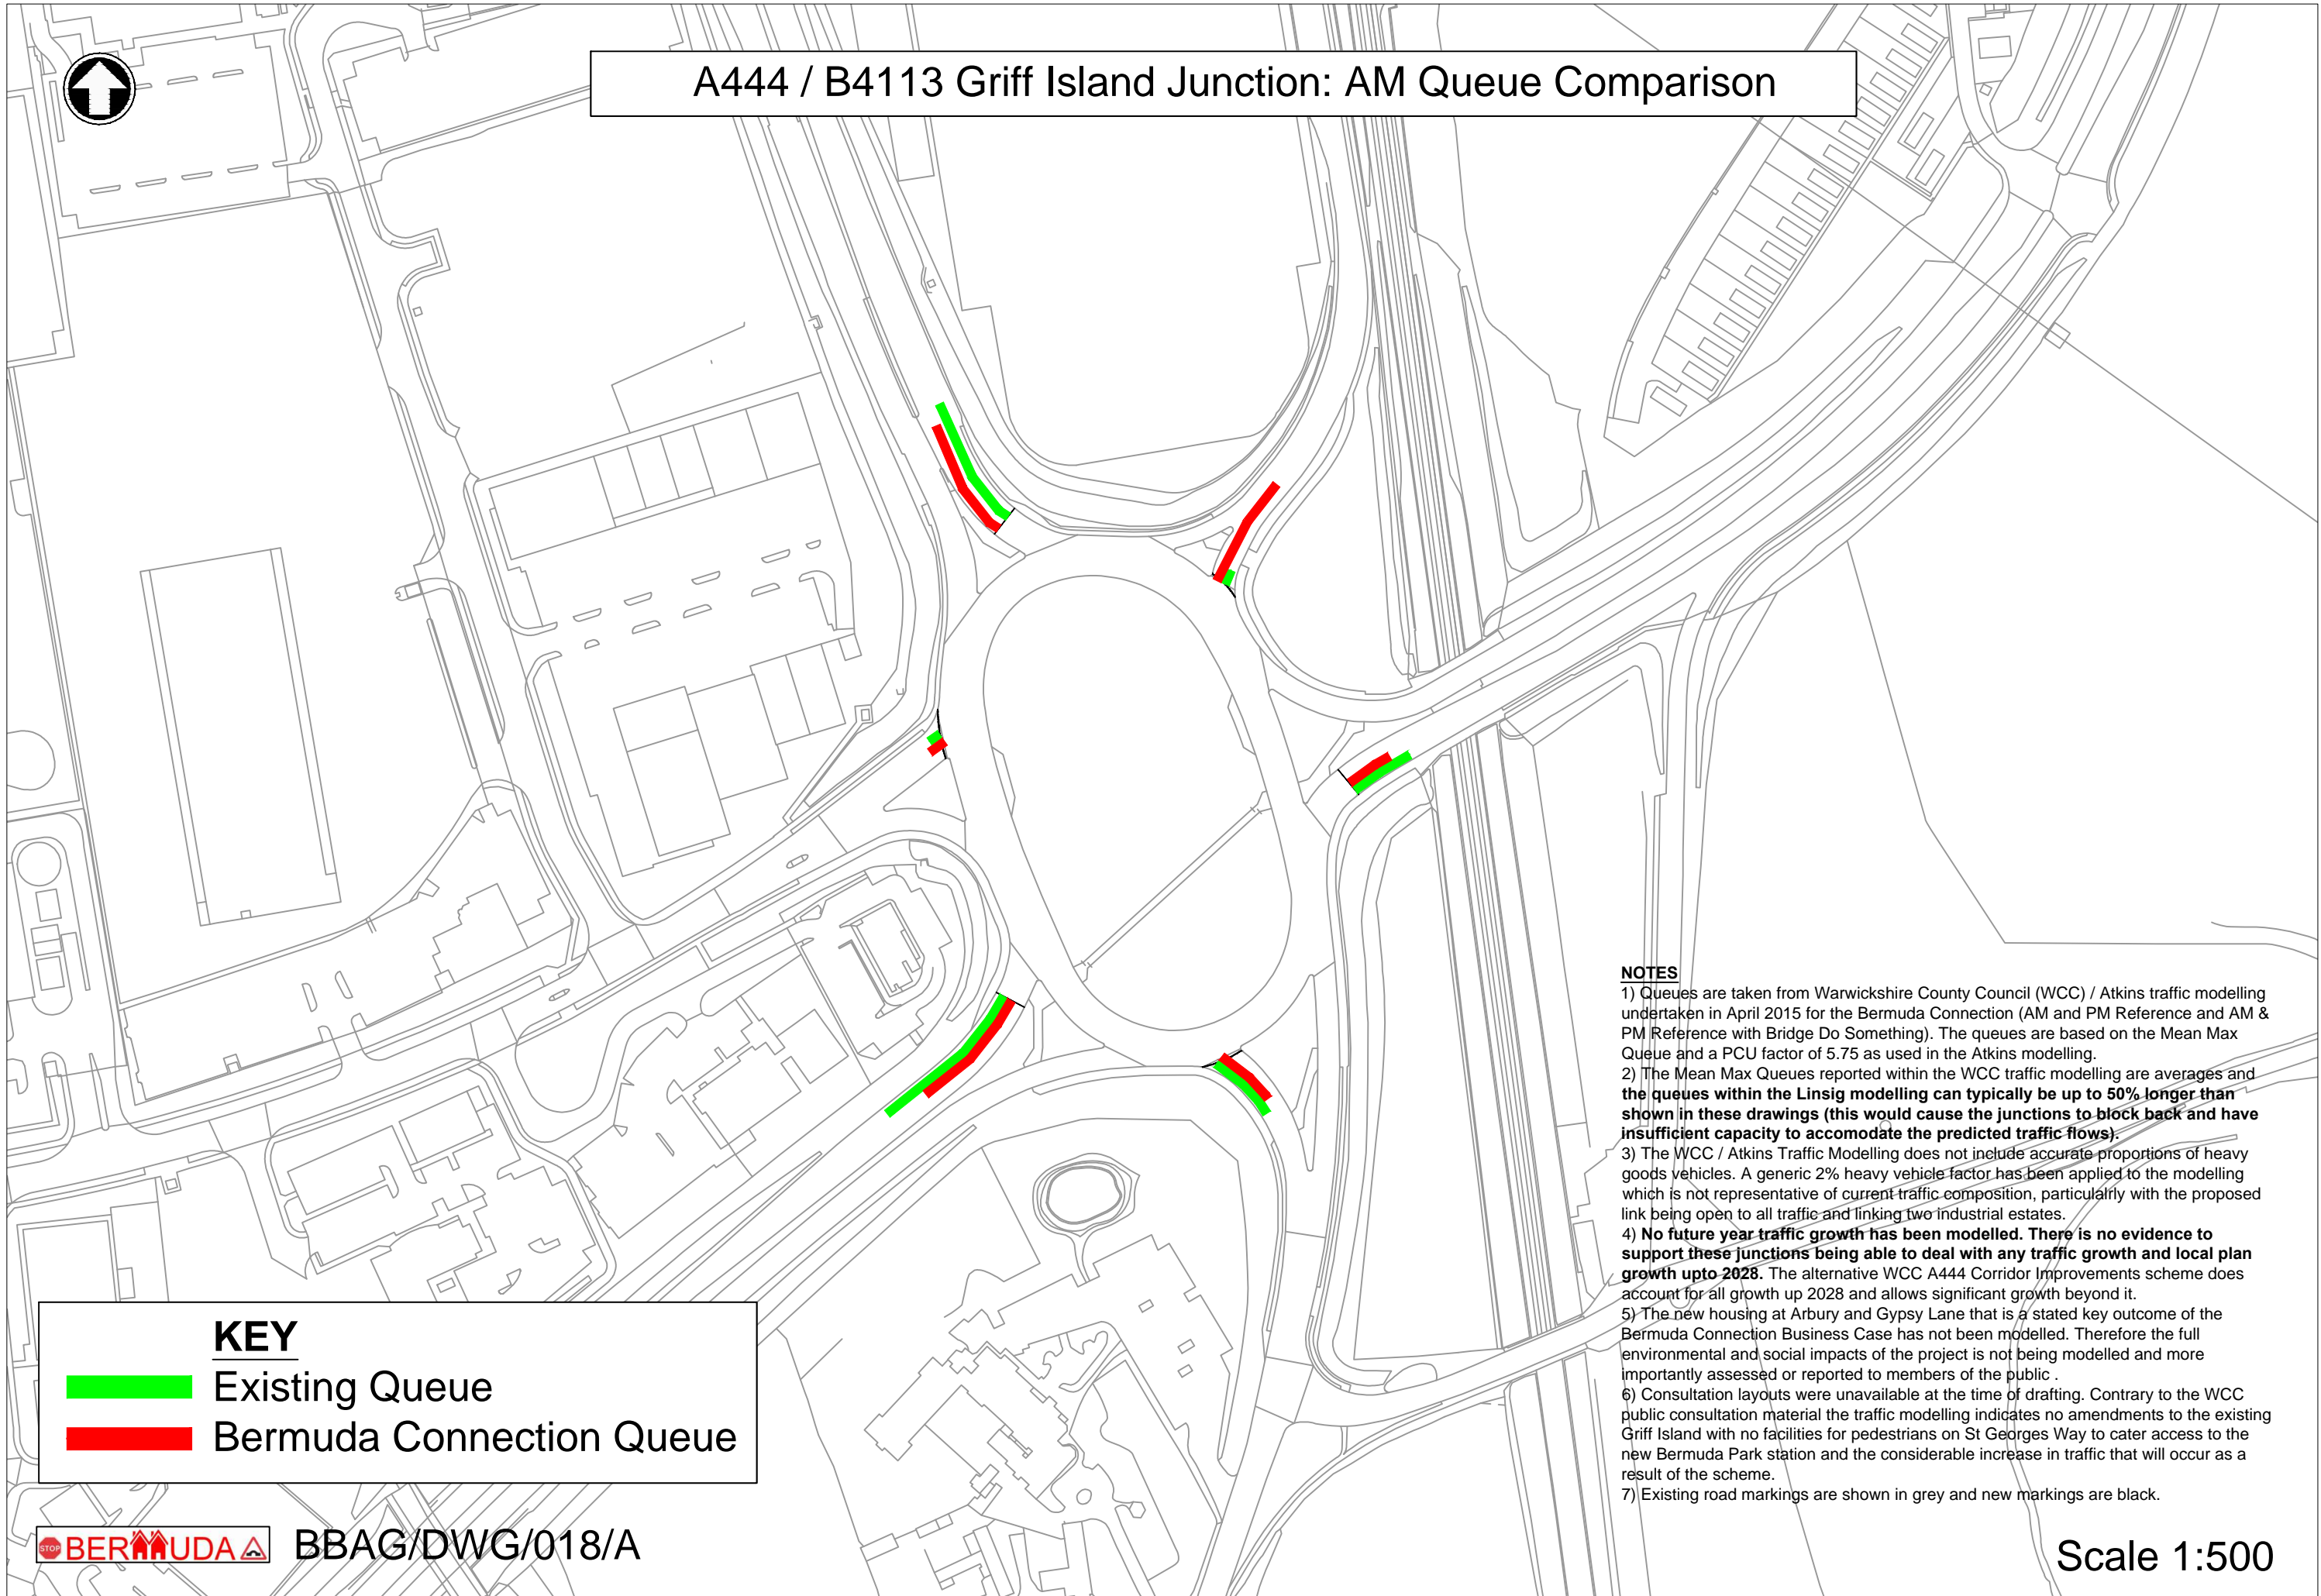 A444 / B4113 Griff Island Junction: AM Queue Comparison
NOTES
1) Queues are taken from Warwickshire County Council (WCC) / Atkins traffic modelling
undertaken in April 2015 for the Bermuda Connection (AM and PM Reference and AM &
PM Reference with Bridge Do Something). The queues are based on the Mean Max
Queue and a PCU factor of 5.75 as used in the Atkins modelling.
2) The Mean Max Queues reported within the WCC traffic modelling are averages and
the queues within the Linsig modelling can typically be up to 50% longer than
shown in these drawings (this would cause the junctions to block back and have
insufficient capacity to accomodate the predicted traffic flows).
3) The WCC / Atkins Traffic Modelling does not include accurate proportions of heavy
goods vehicles. A generic 2% heavy vehicle factor has been applied to the modelling
which is not representative of current traffic composition, particulalrly with the proposed
link being open to all traffic and linking two industrial estates.
4) No future year traffic growth has been modelled. There is no evidence to
support these junctions being able to deal with any traffic growth and local plan
growth upto 2028. The alternative WCC A444 Corridor Improvements scheme does
account for all growth up 2028 and allows significant growth beyond it.
5) The new housing at Arbury and Gypsy Lane that is a stated key outcome of the
Bermuda Connection Business Case has not been modelled. Therefore the full
environmental and social impacts of the project is not being modelled and more
importantly assessed or reported to members of the public .
6) Consultation layouts were unavailable at the time of drafting. Contrary to the WCC
public consultation material the traffic modelling indicates no amendments to the existing
Griff Island with no facilities for pedestrians on St Georges Way to cater access to the
new Bermuda Park station and the considerable increase in traffic that will occur as a
result of the scheme.
7) Existing road markings are shown in grey and new markings are black.
KEY
Existing Queue
Bermuda Connection Queue
STOP BERMUDA
BBAG/DWG/018/A
Scale 1:500